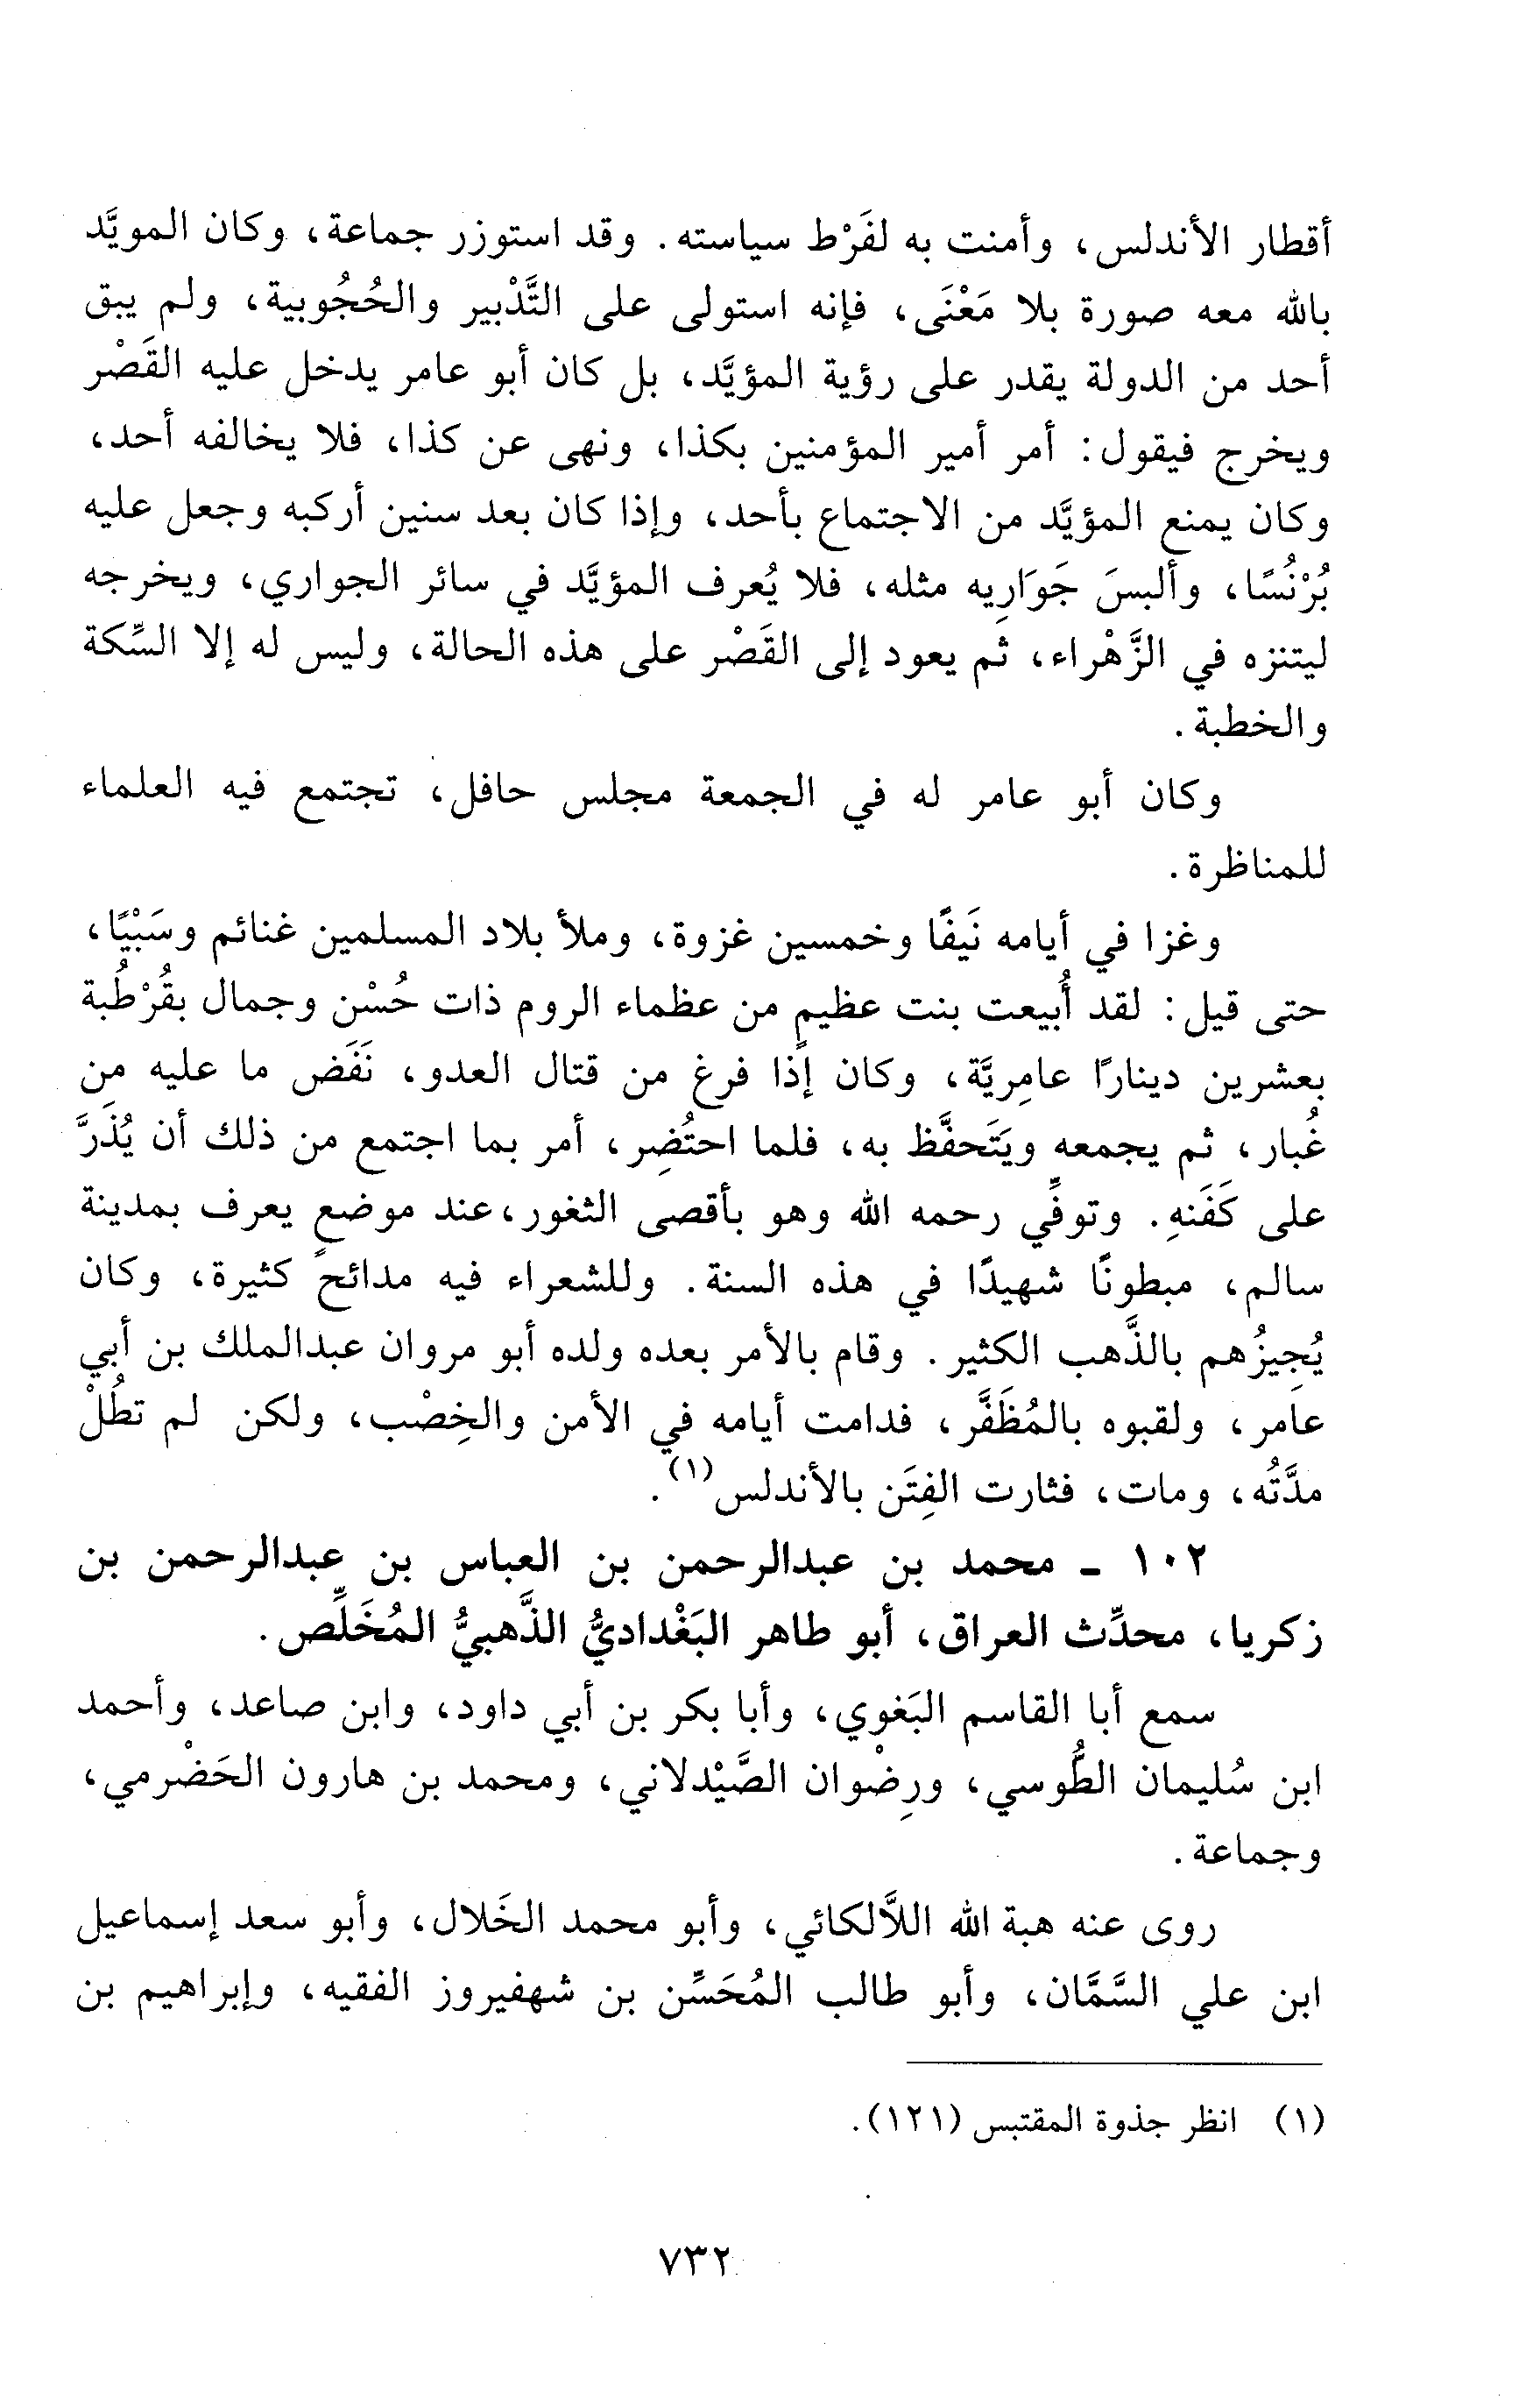 أقطار الأندلس، وأمنت به لفَرْط سياسته. وقد استوزر جماعة، وكان المويَّد
بالله معه صورة بلا مَعْنَى، فإنه استولى على التَّدْبير والحُجُوبية، ولم يبق
أحد من الدولة يقدر على رؤية المؤيَّد، بل كان أبو عامر يدخل عليه القَصْر
ويخرج فيقول: أمر أمير المؤمنين بكذا، ونهى عن كذا، فلا يخالفه أحد،
وكان يمنع المؤيَّد من الاجتماع بأحد، وإذا كان بعد سنين أركبه وجعل عليه
بُرْنُسًا، وألبسَ جَوَارِيه مثله، فلا يُعرف المؤيَّد في سائر الجواري، ويخرجه
ليتنزه في الزَّهْراء، ثم يعود إلى القَصْر على هذه الحالة، وليس له إلا السِّكة
والخطبة.
وكان أبو عامر له في الجمعة مجلس حافل، تجتمع فيه العلماء
للمناظرة.
وغزا في أيامه نَيفًا وخمسين غزوة، وملأ بلاد المسلمين غنائم وسَبْيًا،
حتى قيل: لقد أُبيعت بنت عظيمٍ من عظماء الروم ذات حُسْن وجمال بقُرْطُبة
بعشرين دينارًا عامِريَّة، وكان إذا فرغ من قتال العدو، نَفَض ما عليه مِن
غُبار، ثم يجمعه ويَتَحفَّظ به، فلما احتُضِر، أمر بما اجتمع من ذلك أن يُذَرَّ
على كَفَنهِ. وتوفِّي رحمه الله وهو بأقصى الثغور،عند موضعٍ يعرف بمدينة
سالم، مبطونًا شهيدًا في هذه السنة. وللشعراء فيه مدائحُ كثيرة، وكان
يُجِيزُهم بالذَّهب الكثير. وقام بالأمر بعده ولده أبو مروان عبدالملك بن أبي
عامر، ولقبوه بالمُظَفَّر، فدامت أيامه في الأمن والخِصْب، ولكن لم تطُلْ
مدَّتُه، ومات، فثارت الفِتَن بالأندلس(١).
١٠٢ ـ محمد بن عبدالرحمن بن العباس بن عبدالرحمن بن
زكريا، محدِّث العراق، أبو طاهر البَغْداديُّ الذَّهبيُّ المُخَلِّص.
سمع أبا القاسم البَغوي، وأبا بكر بن أبي داود، وابن صاعد، وأحمد
ابن سُليمان الطُّوسي، ورِضْوان الصَّيْدلاني، ومحمد بن هارون الحَضْرمي،
وجماعة.
روى عنه هبة الله اللاَّلكائي، وأبو محمد الخَلال، وأبو سعد إسماعيل
ابن علي السَّمَّان، وأبو طالب المُحَسِّن بن شهفيروز الفقيه، وإبراهيم بن
(١) انظر جذوة المقتبس (١٢١).
٧٣٢